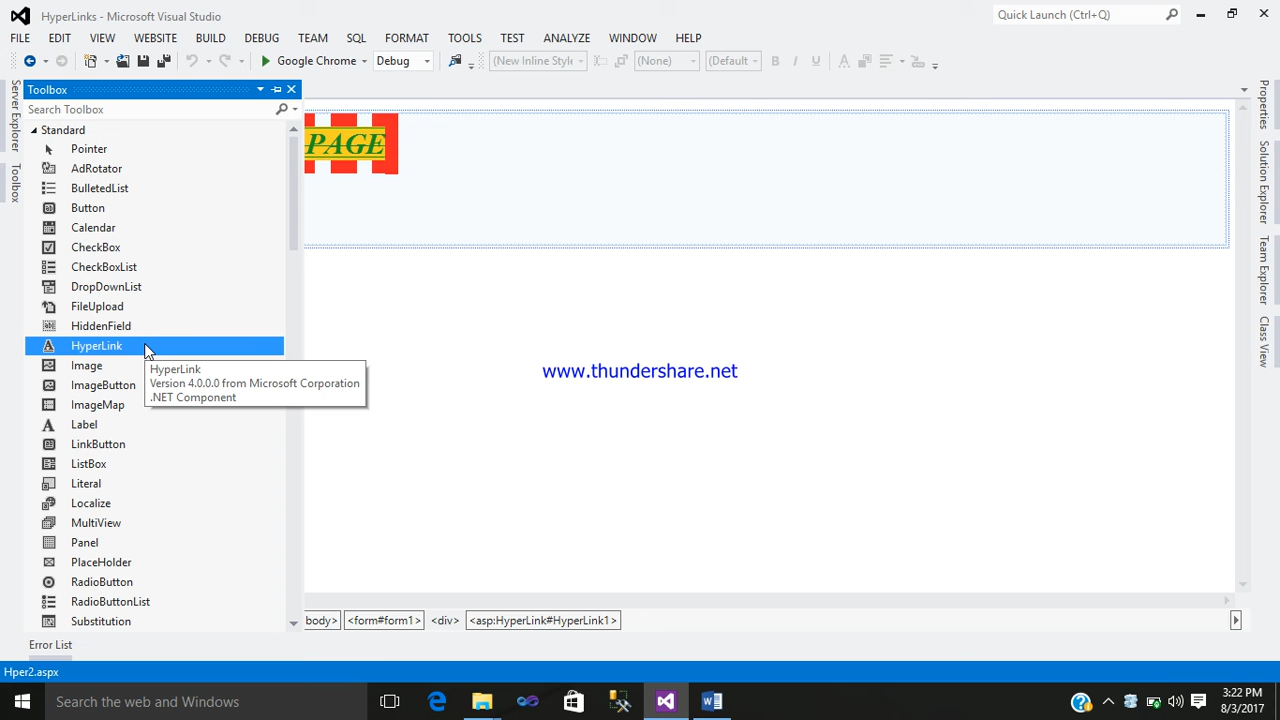 HyperLinks - Microsoft Visual Studio
Quick Launch (Ctrl+Q)
FILE EDIT VIEW WEBSITE BUILD DEBUG TEAM SQL FORMAT TOOLS TEST ANALYZE WINDOW HELP
Google Chrome Debug (New Inline Style (None) (Default B I U A
Toolbox
Search Toolbox
Standard
Pointer
AdRotator
BulletedList
Button
Calendar
CheckBox
CheckBoxList
DropDownList
FileUpload
HiddenField
HyperLink
Image
ImageButton
ImageMap
Label
LinkButton
ListBox
Literal
Localize
MultiView
Panel
PlaceHolder
RadioButton
RadioButtonList
Substitution
HyperLink
Version 4.0.0.0 from Microsoft Corporation
.NET Component
Server Explorer
Toolbox
PAGE
www.thundershare.net
Properties
Solution Explorer
Team Explorer
Class View
body> <form#form1> <div> <asp:HyperLink#HyperLink1>
Error List
Hper2.aspx
Search the web and Windows
3:22 PM
8/3/2017